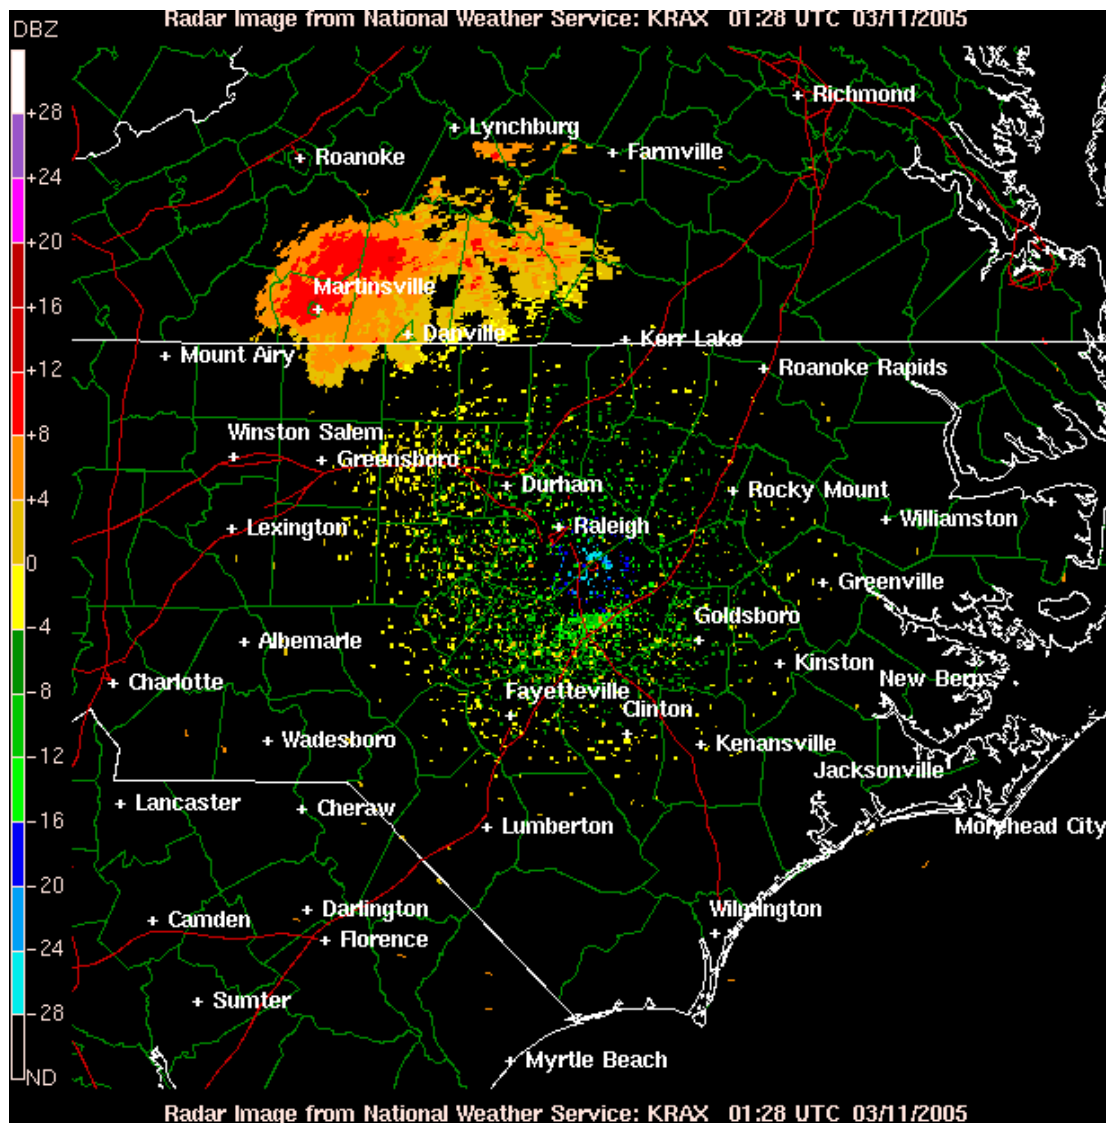 Radar Image from National Weather Service: KRAX 01:28 UTC 03/11/2005
DBZ
+28
+24
+20
+16
+12
+8
+4
0
-4
-8
-12
-16
-20
-24
-28
ND
Richmond
Lynchburg
Roanoke
Farmville
Martinsville
Danville
Kerr Lake
Mount Airy
Roanoke Rapids
Winston Salem
Greensboro
Durham
Rocky Mount
Lexington
Raleigh
Williamston
Greenville
Goldsboro
Albemarle
Kinston
Charlotte
New Bern
Fayetteville
Clinton
Wadesboro
Kenansville
Jacksonville
Lancaster
Cheraw
Lumberton
Morehead City
Darlington
Wilmington
Camden
Florence
Sumter
Myrtle Beach
Radar Image from National Weather Service: KRAX 01:28 UTC 03/11/2005